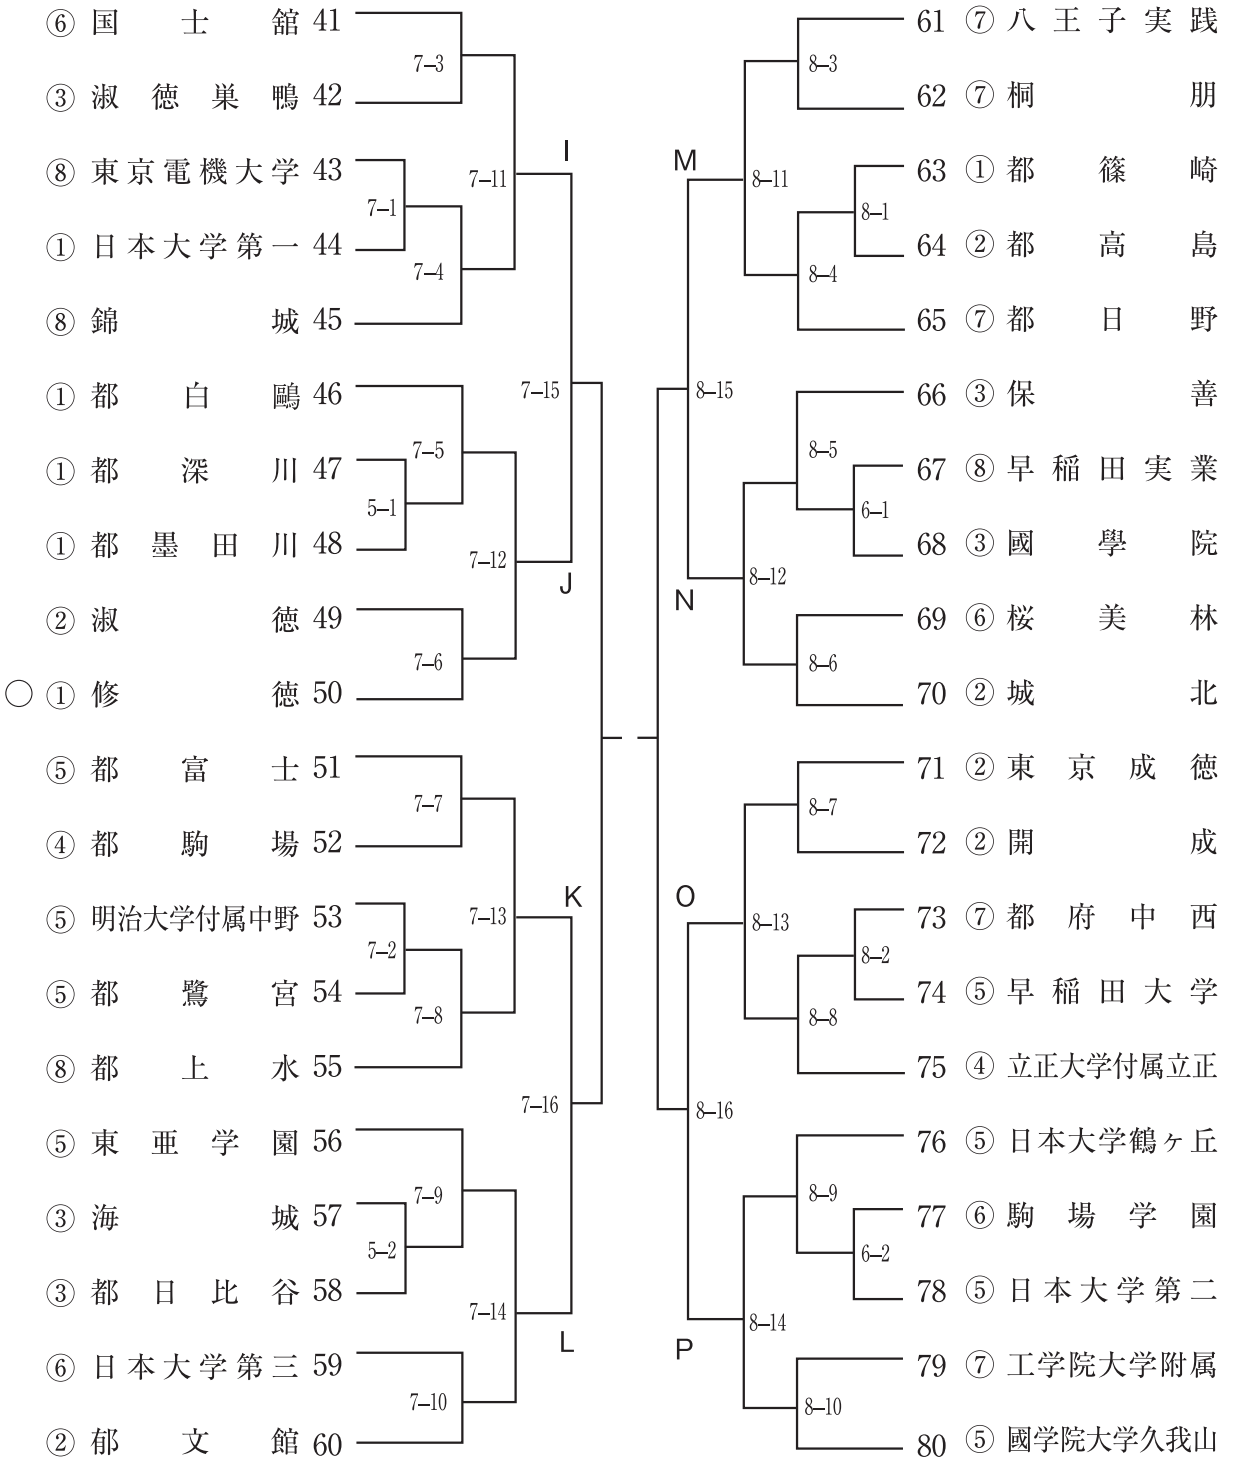 ⑥ 国士舘 41
7–3
③ 淑徳巣鴨 42
I
⑧ 東京電機大学 43
7–11
7–1
① 日本大学第一 44
7–4
⑧ 錦城 45
7–15
① 都白鷗 46
7–5
① 都深川 47
5–1
① 都墨田川 48
7–12
J
② 淑徳 49
7–6
○ ① 修徳 50
⑤ 都富士 51
7–7
④ 都駒場 52
K
⑤ 明治大学付属中野 53
7–13
7–2
⑤ 都鷺宮 54
7–8
⑧ 都上水 55
7–16
⑤ 東亜学園 56
7–9
③ 海城 57
5–2
③ 都日比谷 58
7–14
L
⑥ 日本大学第三 59
7–10
② 郁文館 60
61 ⑦ 八王子実践
8–3
62 ⑦ 桐朋
M
63 ① 都篠崎
8–11
8–1
64 ② 都高島
8–4
65 ⑦ 都日野
8–15
66 ③ 保善
8–5
67 ⑧ 早稲田実業
6–1
68 ③ 國學院
8–12
N
69 ⑥ 桜美林
8–6
70 ② 城北
71 ② 東京成徳
8–7
72 ② 開成
O
73 ⑦ 都府中西
8–13
8–2
74 ⑤ 早稲田大学
8–8
75 ④ 立正大学付属立正
8–16
76 ⑤ 日本大学鶴ヶ丘
8–9
77 ⑥ 駒場学園
6–2
78 ⑤ 日本大学第二
8–14
P
79 ⑦ 工学院大学附属
8–10
80 ⑤ 國学院大学久我山